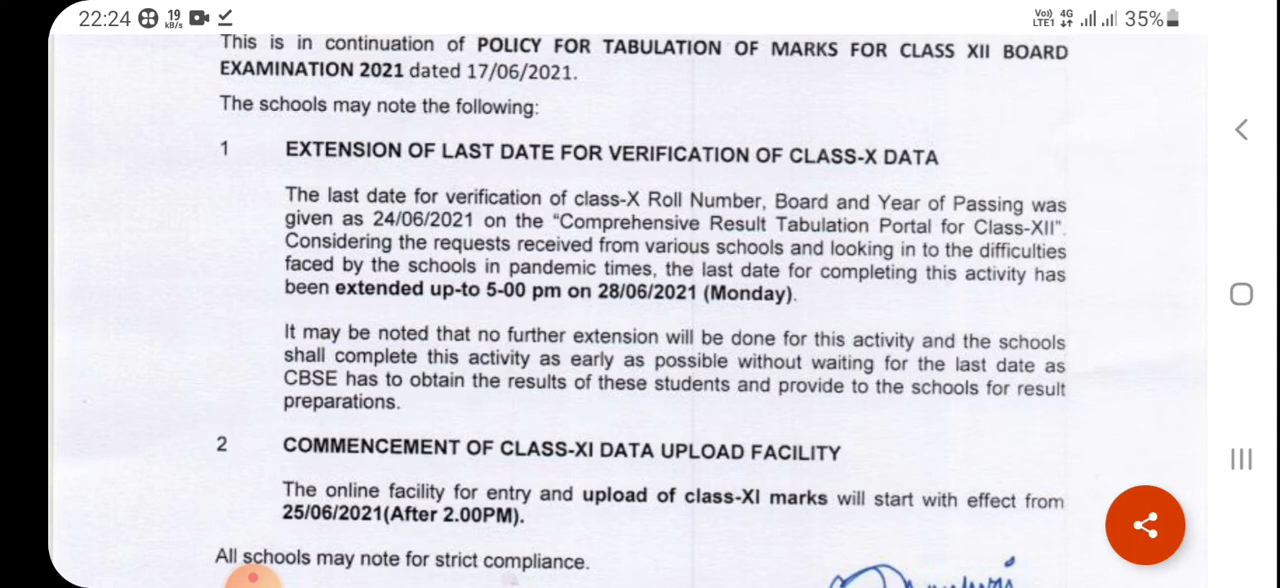 22:24 19 kB/s Vo)) LTE1 4G 35%
This is in continuation of POLICY FOR TABULATION OF MARKS FOR CLASS XII BOARD
EXAMINATION 2021 dated 17/06/2021.
The schools may note the following:
1 EXTENSION OF LAST DATE FOR VERIFICATION OF CLASS-X DATA
The last date for verification of class-X Roll Number, Board and Year of Passing was
given as 24/06/2021 on the “Comprehensive Result Tabulation Portal for Class-XII”.
Considering the requests received from various schools and looking in to the difficulties
faced by the schools in pandemic times, the last date for completing this activity has
been extended up-to 5-00 pm on 28/06/2021 (Monday).
It may be noted that no further extension will be done for this activity and the schools
shall complete this activity as early as possible without waiting for the last date as
CBSE has to obtain the results of these students and provide to the schools for result
preparations.
2 COMMENCEMENT OF CLASS-XI DATA UPLOAD FACILITY
The online facility for entry and upload of class-XI marks will start with effect from
25/06/2021(After 2.00PM).
All schools may note for strict compliance.